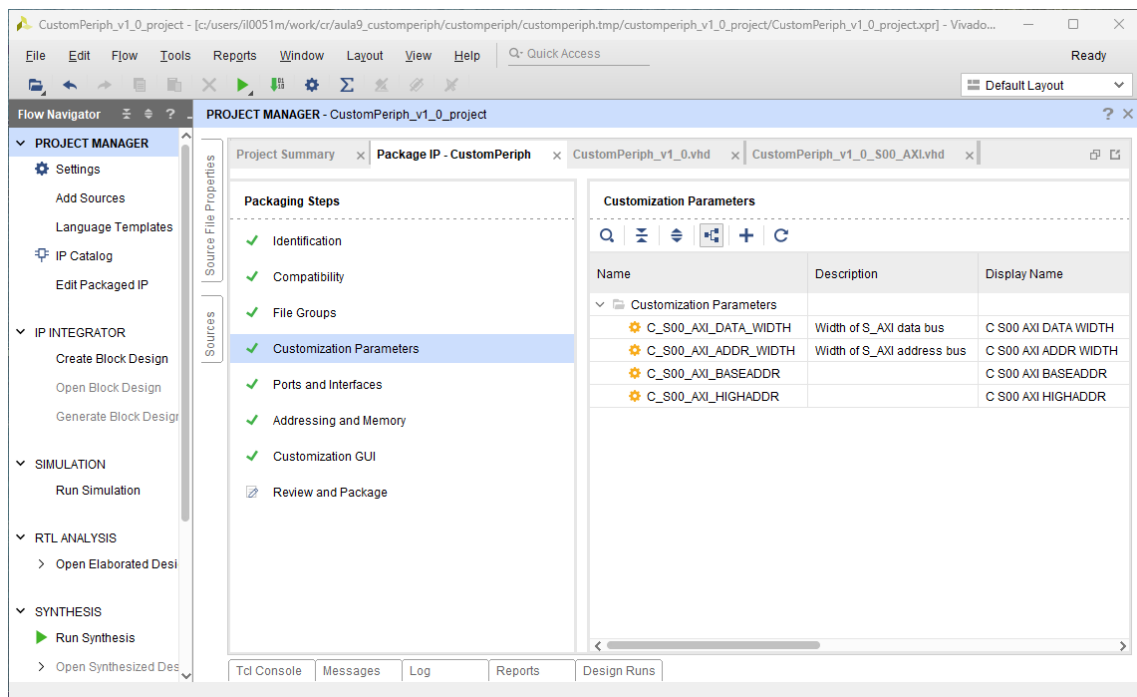 CustomPeriph_v1_0_project - [c:/users/il0051m/work/cr/aula9_customperiph/customperiph/customperiph.tmp/customperiph_v1_0_project/CustomPeriph_v1_0_project.xpr] - Vivado...
File Edit Flow Tools Reports Window Layout View Help Q- Quick Access Ready
Default Layout
Flow Navigator
PROJECT MANAGER - CustomPeriph_v1_0_project
PROJECT MANAGER
Settings
Add Sources
Language Templates
IP Catalog
Edit Packaged IP
IP INTEGRATOR
Create Block Design
Open Block Design
Generate Block Design
SIMULATION
Run Simulation
RTL ANALYSIS
Open Elaborated Desi
SYNTHESIS
Run Synthesis
Open Synthesized Des
Source File Properties
Sources
Project Summary
Package IP - CustomPeriph
CustomPeriph_v1_0.vhd
CustomPeriph_v1_0_S00_AXI.vhd
Packaging Steps
Identification
Compatibility
File Groups
Customization Parameters
Ports and Interfaces
Addressing and Memory
Customization GUI
Review and Package
Customization Parameters
Name Description Display Name
Customization Parameters
C_S00_AXI_DATA_WIDTH Width of S_AXI data bus C S00 AXI DATA WIDTH
C_S00_AXI_ADDR_WIDTH Width of S_AXI address bus C S00 AXI ADDR WIDTH
C_S00_AXI_BASEADDR C S00 AXI BASEADDR
C_S00_AXI_HIGHADDR C S00 AXI HIGHADDR
Tcl Console Messages Log Reports Design Runs